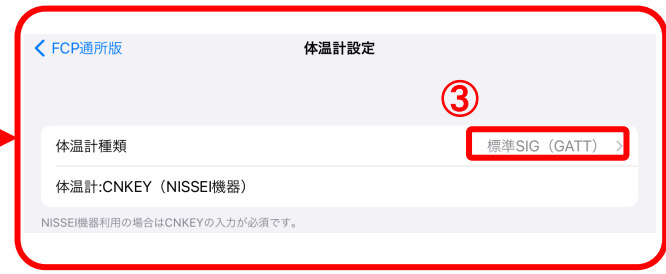 FCP通所版
体温計設定
③
体温計種類
標準SIG（GATT）
体温計:CNKEY（NISSEI機器）
NISSEI機器利用の場合はCNKEYの入力が必須です。